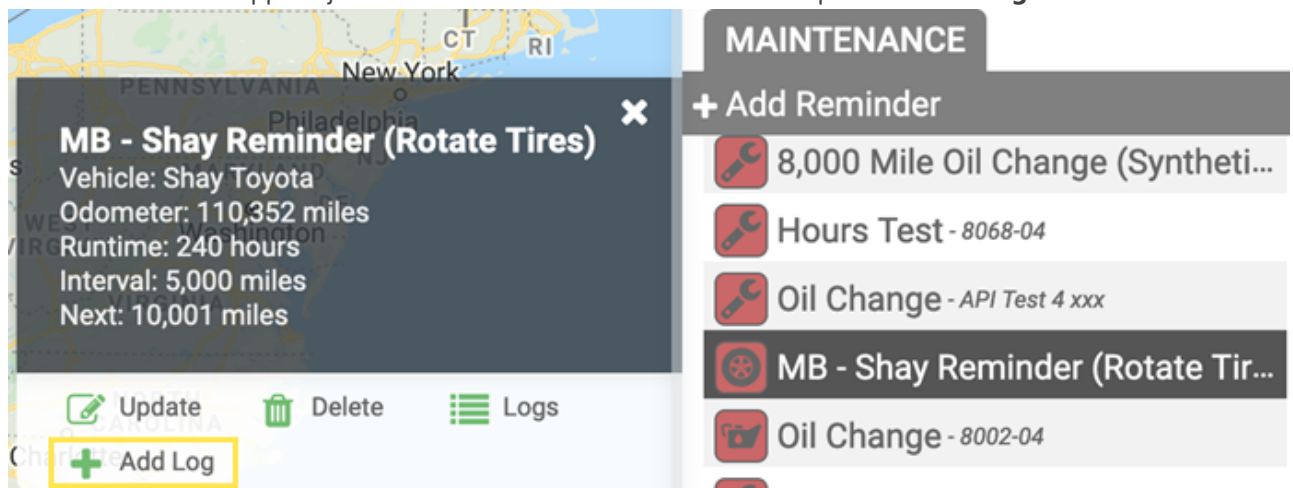 CT
RI
New York
PENNSYLVANIA
Philadelphia
NJ
MB - Shay Reminder (Rotate Tires)
Vehicle: Shay Toyota
Odometer: 110,352 miles
Runtime: 240 hours
Interval: 5,000 miles
Next: 10,001 miles
Washington
VIRGINIA
Update
Delete
Logs
Add Log
CAROLINA
MAINTENANCE
+ Add Reminder
8,000 Mile Oil Change (Syntheti...
Hours Test - 8068-04
Oil Change - API Test 4 xxx
MB - Shay Reminder (Rotate Tir...
Oil Change - 8002-04